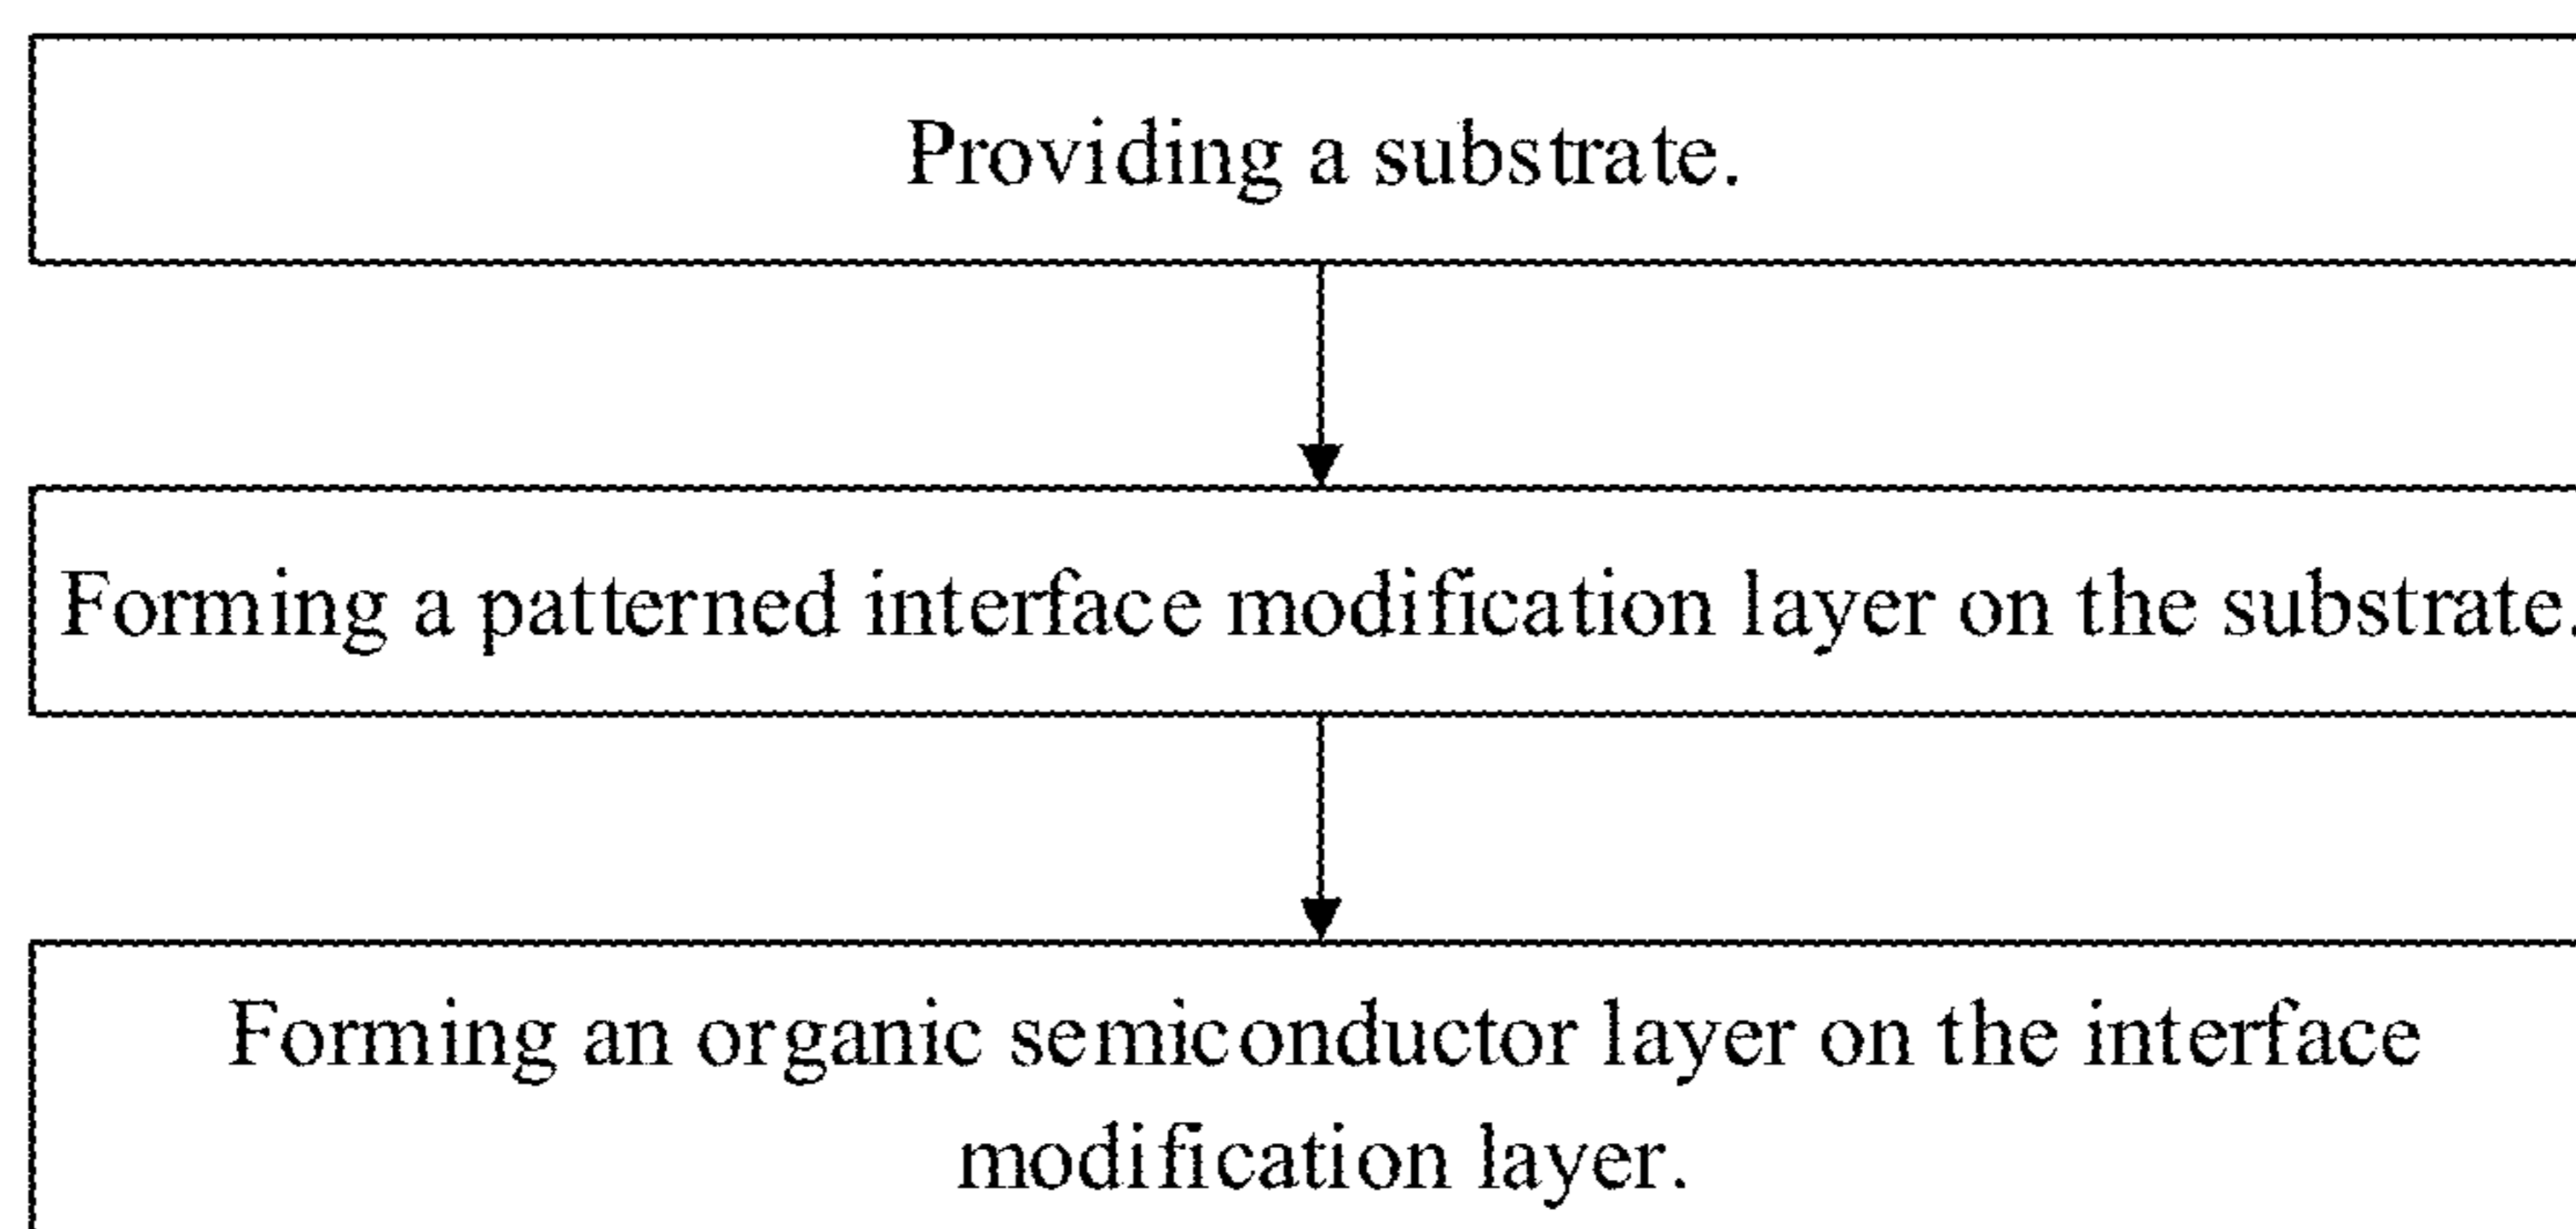 Providing a substrate.
Forming a patterned interface modification layer on the substrate.
Forming an organic semiconductor layer on the interface
modification layer.